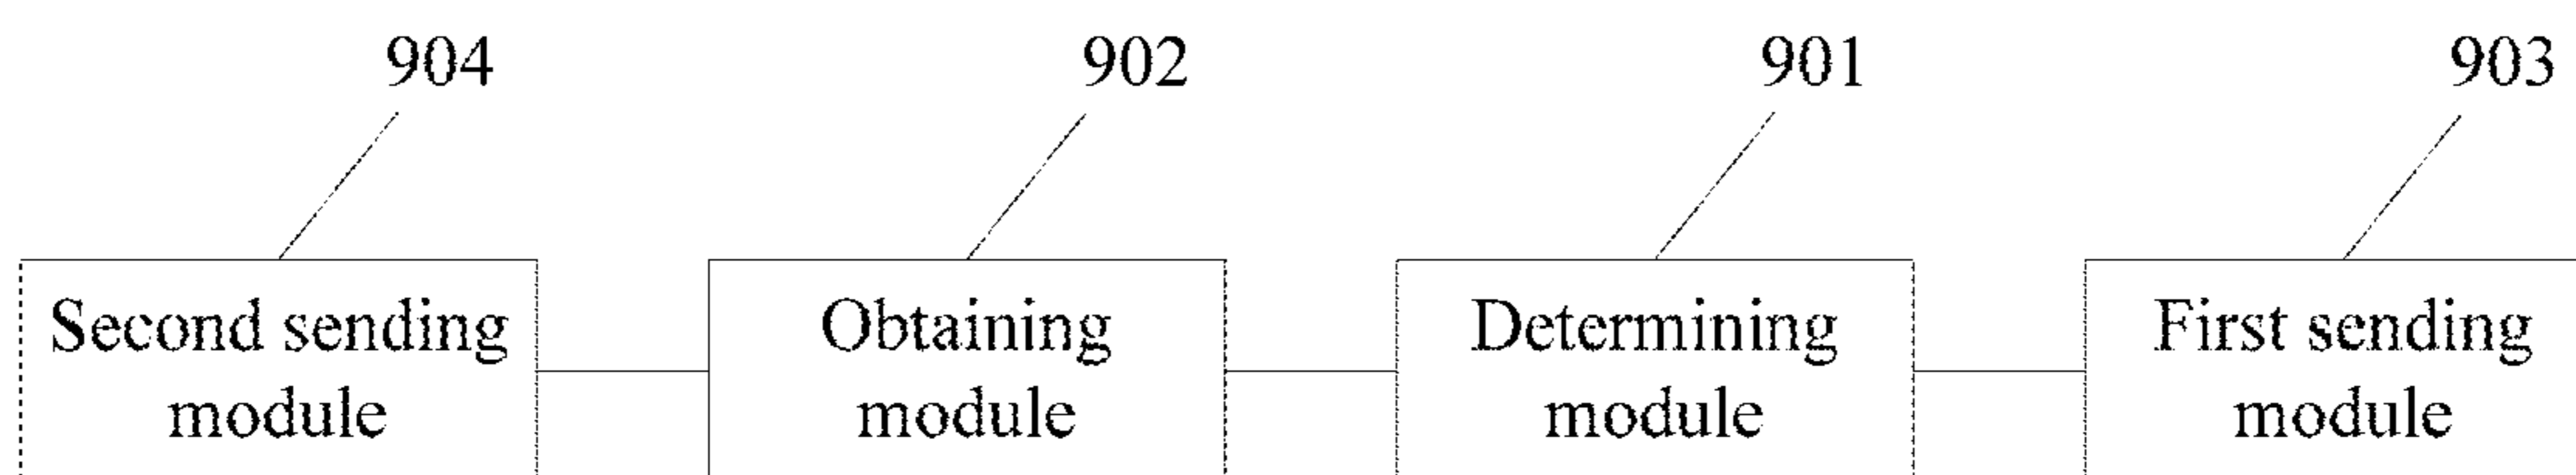 904 902 901 903
Second sending Obtaining Determining First sending
module module module module